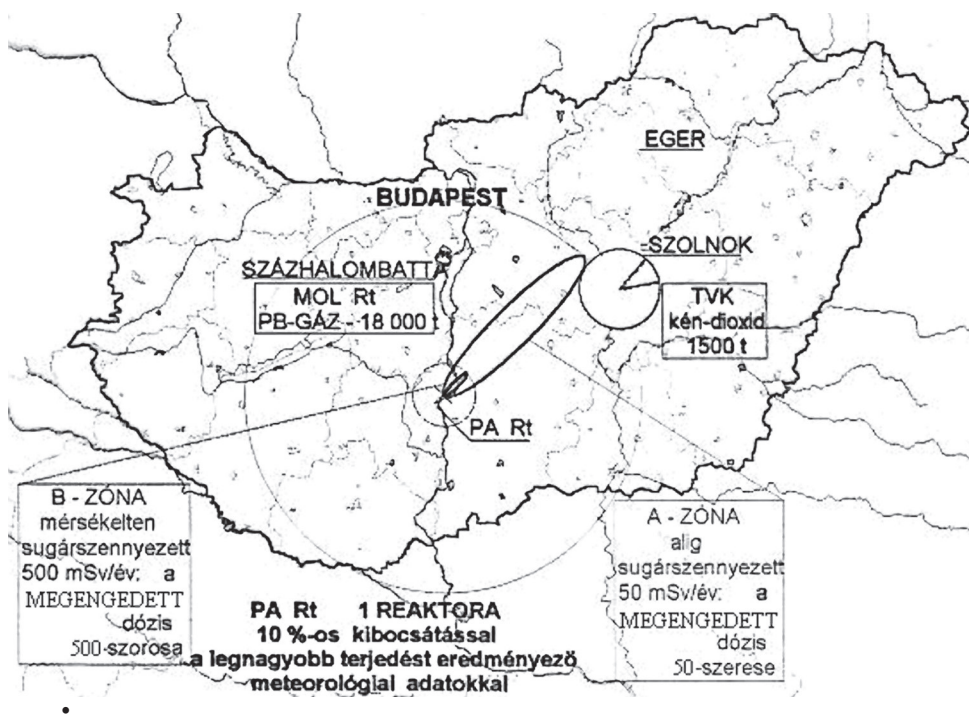 EGER
BUDAPEST
SZOLNOK
SZÁZHALOMBATTA
MOL Rt
PB-GÁZ - 18 000 t
TVK
kén-dioxid
1500 t
PA Rt
B - ZÓNA
mérsékelten
sugárszennyezett
500 mSv/év: a
MEGENGEDETT
dózis
500-szorosa
A - ZÓNA
alig
sugárszennyezett
50 mSv/év: a
MEGENGEDETT
dózis
50-szerese
PA Rt 1 REAKTORA
10 %-os kibocsátással
a legnagyobb terjedést eredményező
meteorológial adatokkal